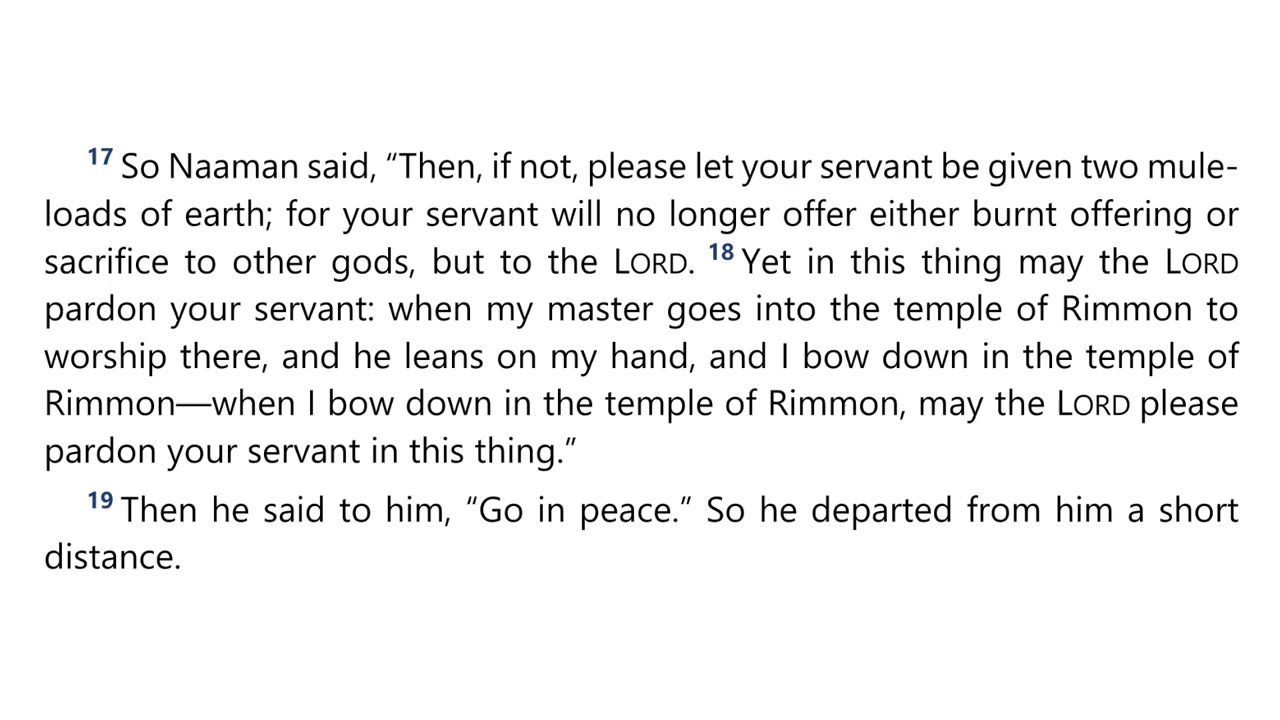 17 So Naaman said, “Then, if not, please let your servant be given two mule-
loads of earth; for your servant will no longer offer either burnt offering or
sacrifice to other gods, but to the LORD. 18 Yet in this thing may the LORD
pardon your servant: when my master goes into the temple of Rimmon to
worship there, and he leans on my hand, and I bow down in the temple of
Rimmon—when I bow down in the temple of Rimmon, may the LORD please
pardon your servant in this thing.”
19 Then he said to him, “Go in peace.” So he departed from him a short
distance.